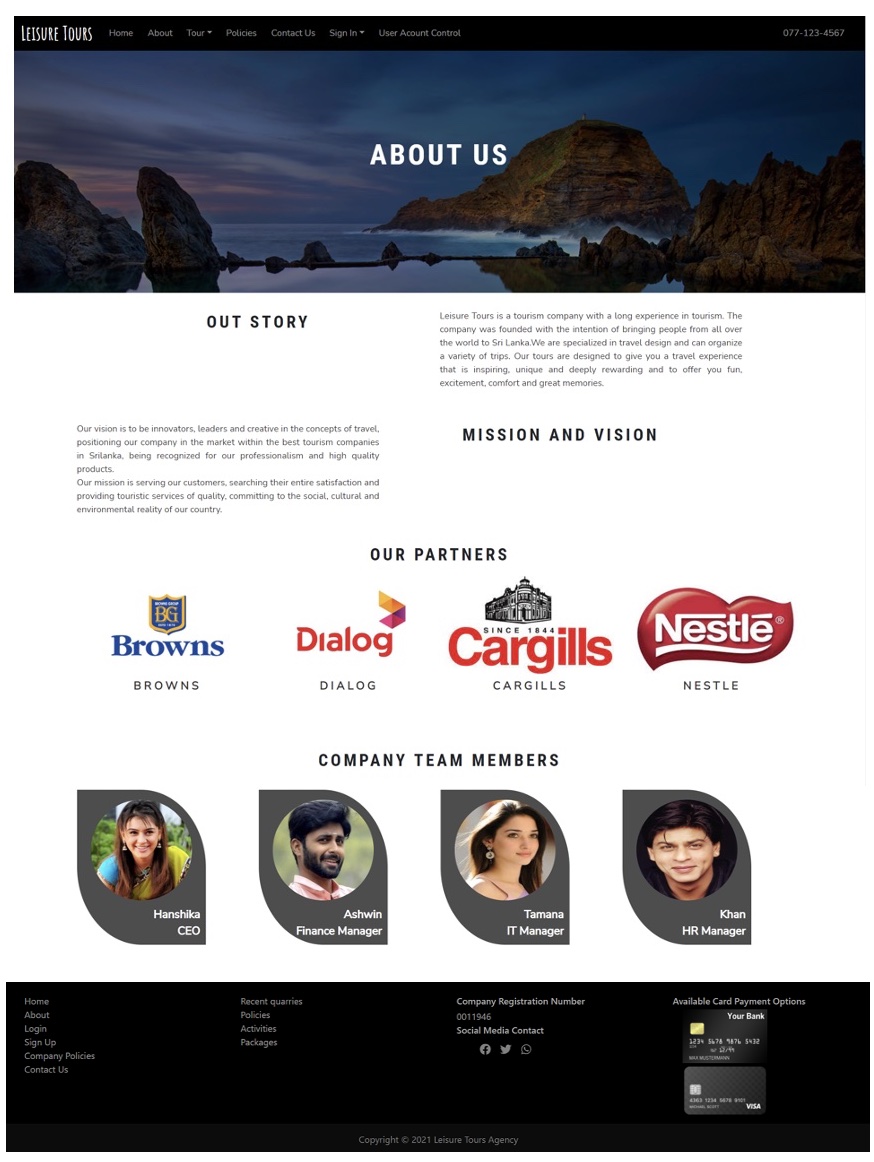 Leisure Tours Home About Tour Policies Contact Us Sign In User Acount Control 077-123-4567
ABOUT US
OUT STORY
Leisure Tours is a tourism company with a long experience in tourism. The
company was founded with the intention of bringing people from all over
the world to Sri Lanka.We are specialized in travel design and can organize
a variety of trips. Our tours are designed to give you a travel experience
that is inspiring, unique and deeply rewarding and to offer you fun,
excitement, comfort and great memories.
Our vision is to be innovators, leaders and creative in the concepts of travel,
positioning our company in the market within the best tourism companies
in Srilanka, being recognized for our professionalism and high quality
products.
Our mission is serving our customers, searching their entire satisfaction and
providing touristic services of quality, committing to the social, cultural and
environmental reality of our country.
MISSION AND VISION
OUR PARTNERS
BG
Browns
BROWNS
Dialog
DIALOG
SINCE 1844
Cargills
CARGILLS
Nestlé®
NESTLE
COMPANY TEAM MEMBERS
Hanshika
CEO
Ashwin
Finance Manager
Tamana
IT Manager
Khan
HR Manager
Home
About
Login
Sign Up
Company Policies
Contact Us
Recent quarries
Policies
Activities
Packages
Company Registration Number
0011946
Social Media Contact
Available Card Payment Options
Your Bank
1234 5678 9876 5432
MAX MUSTERMANN
4363 1234 5678 9101
MICHAEL SCOTT VISA
Copyright © 2021 Leisure Tours Agency